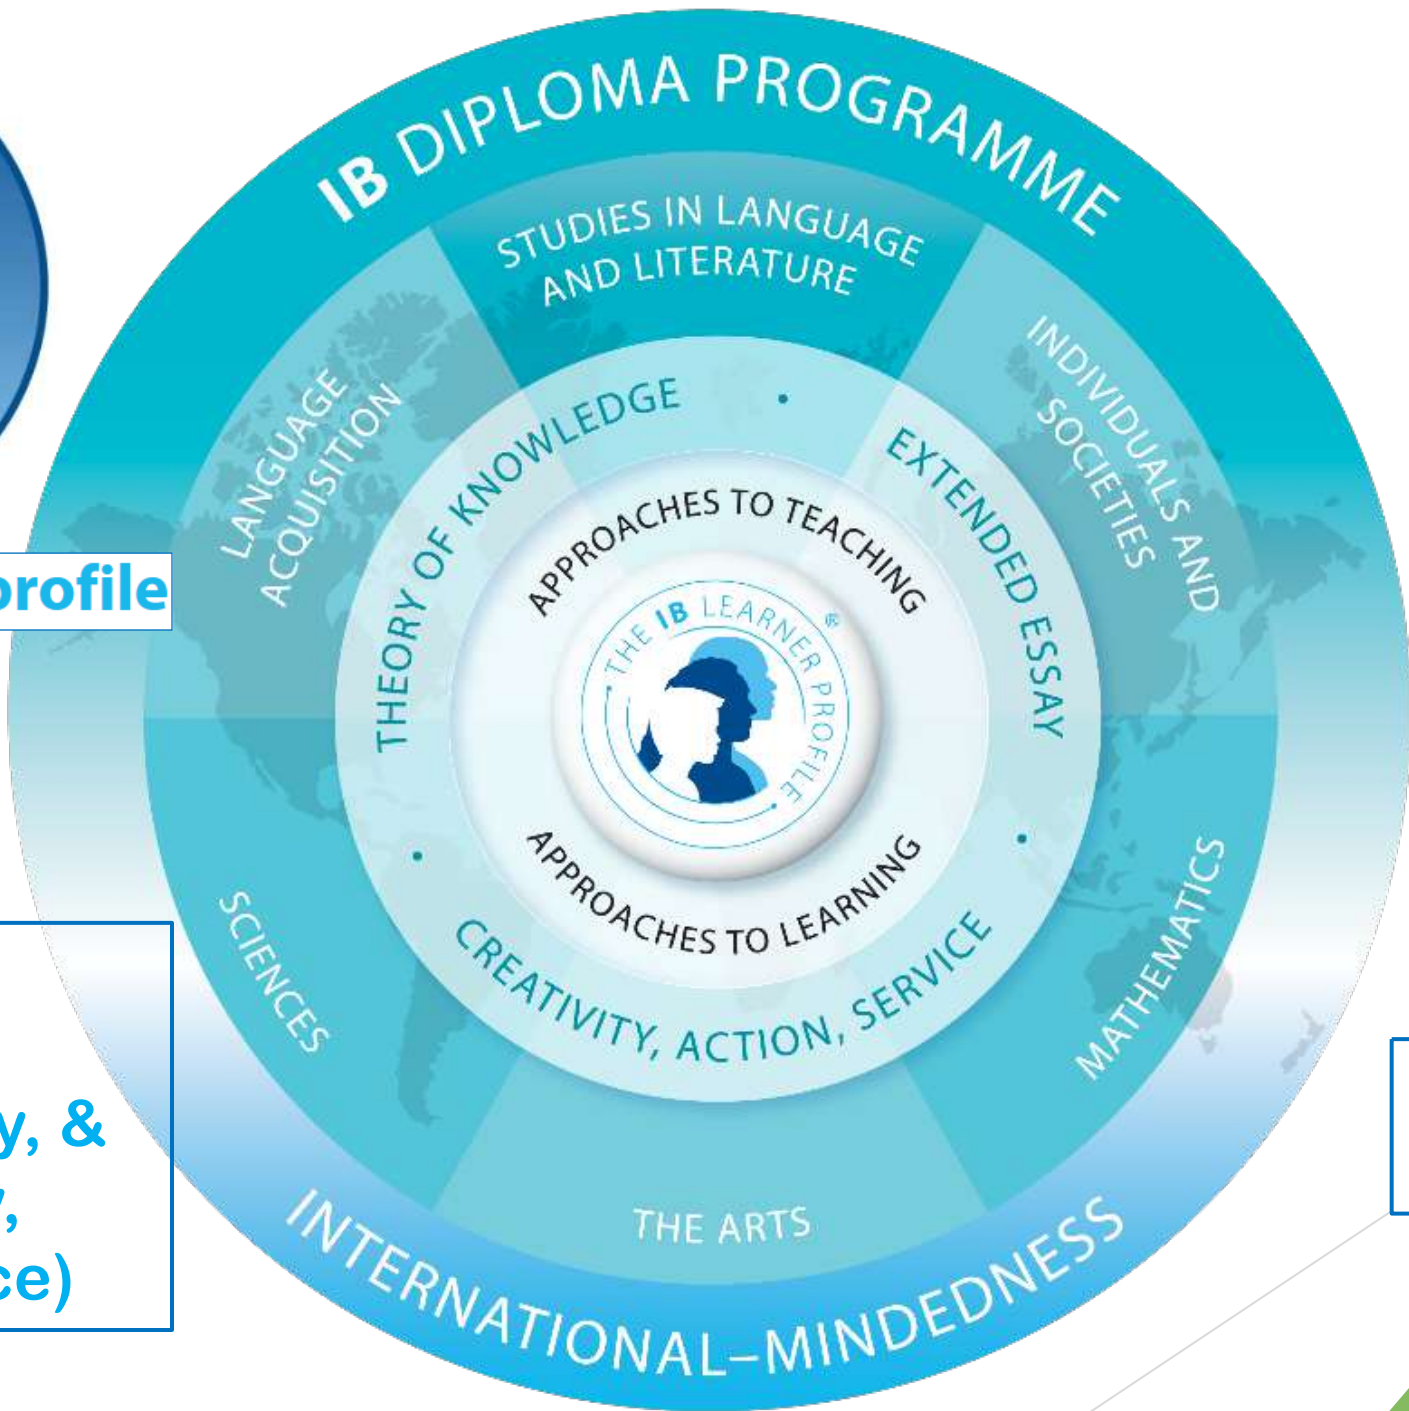 IB DIPLOMA PROGRAMME
STUDIES IN LANGUAGE
AND LITERATURE
LANGUAGE
ACQUISITION
INDIVIDUALS AND
SOCIETIES
THEORY OF KNOWLEDGE
•
EXTENDED ESSAY
APPROACHES TO TEACHING
profile
THE IB LEARNER PROFILE ®
APPROACHES TO LEARNING
•
•
CREATIVITY, ACTION, SERVICE
SCIENCES
MATHEMATICS
THE ARTS
y, &
ce)
INTERNATIONAL–MINDEDNESS